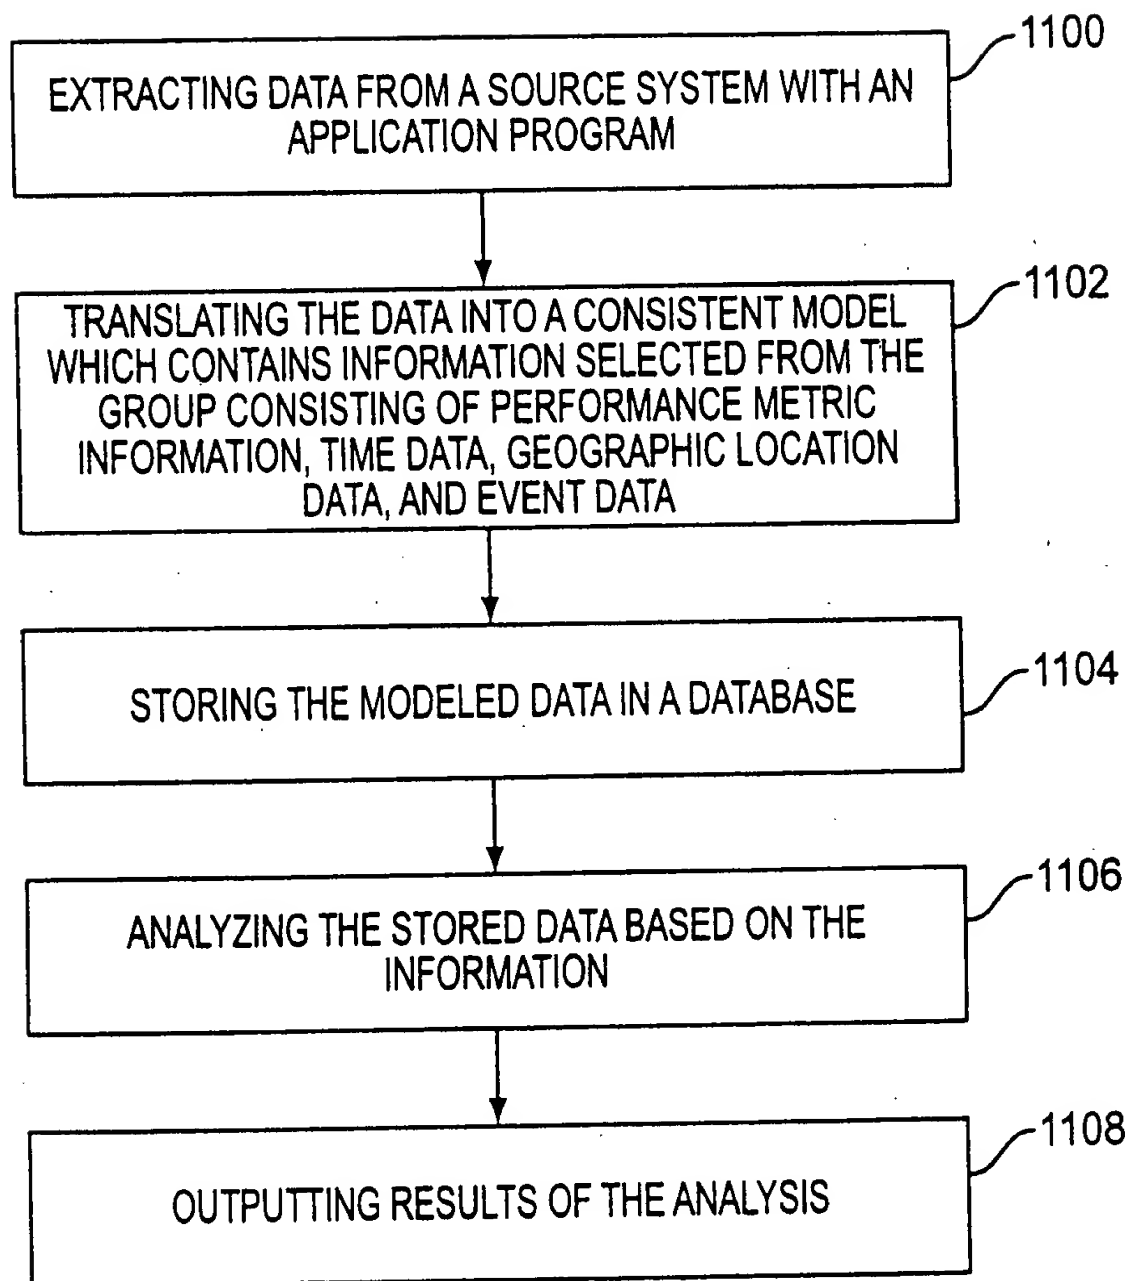 1100
EXTRACTING DATA FROM A SOURCE SYSTEM WITH AN
APPLICATION PROGRAM
1102
TRANSLATING THE DATA INTO A CONSISTENT MODEL
WHICH CONTAINS INFORMATION SELECTED FROM THE
GROUP CONSISTING OF PERFORMANCE METRIC
INFORMATION, TIME DATA, GEOGRAPHIC LOCATION
DATA, AND EVENT DATA
1104
STORING THE MODELED DATA IN A DATABASE
1106
ANALYZING THE STORED DATA BASED ON THE
INFORMATION
1108
OUTPUTTING RESULTS OF THE ANALYSIS